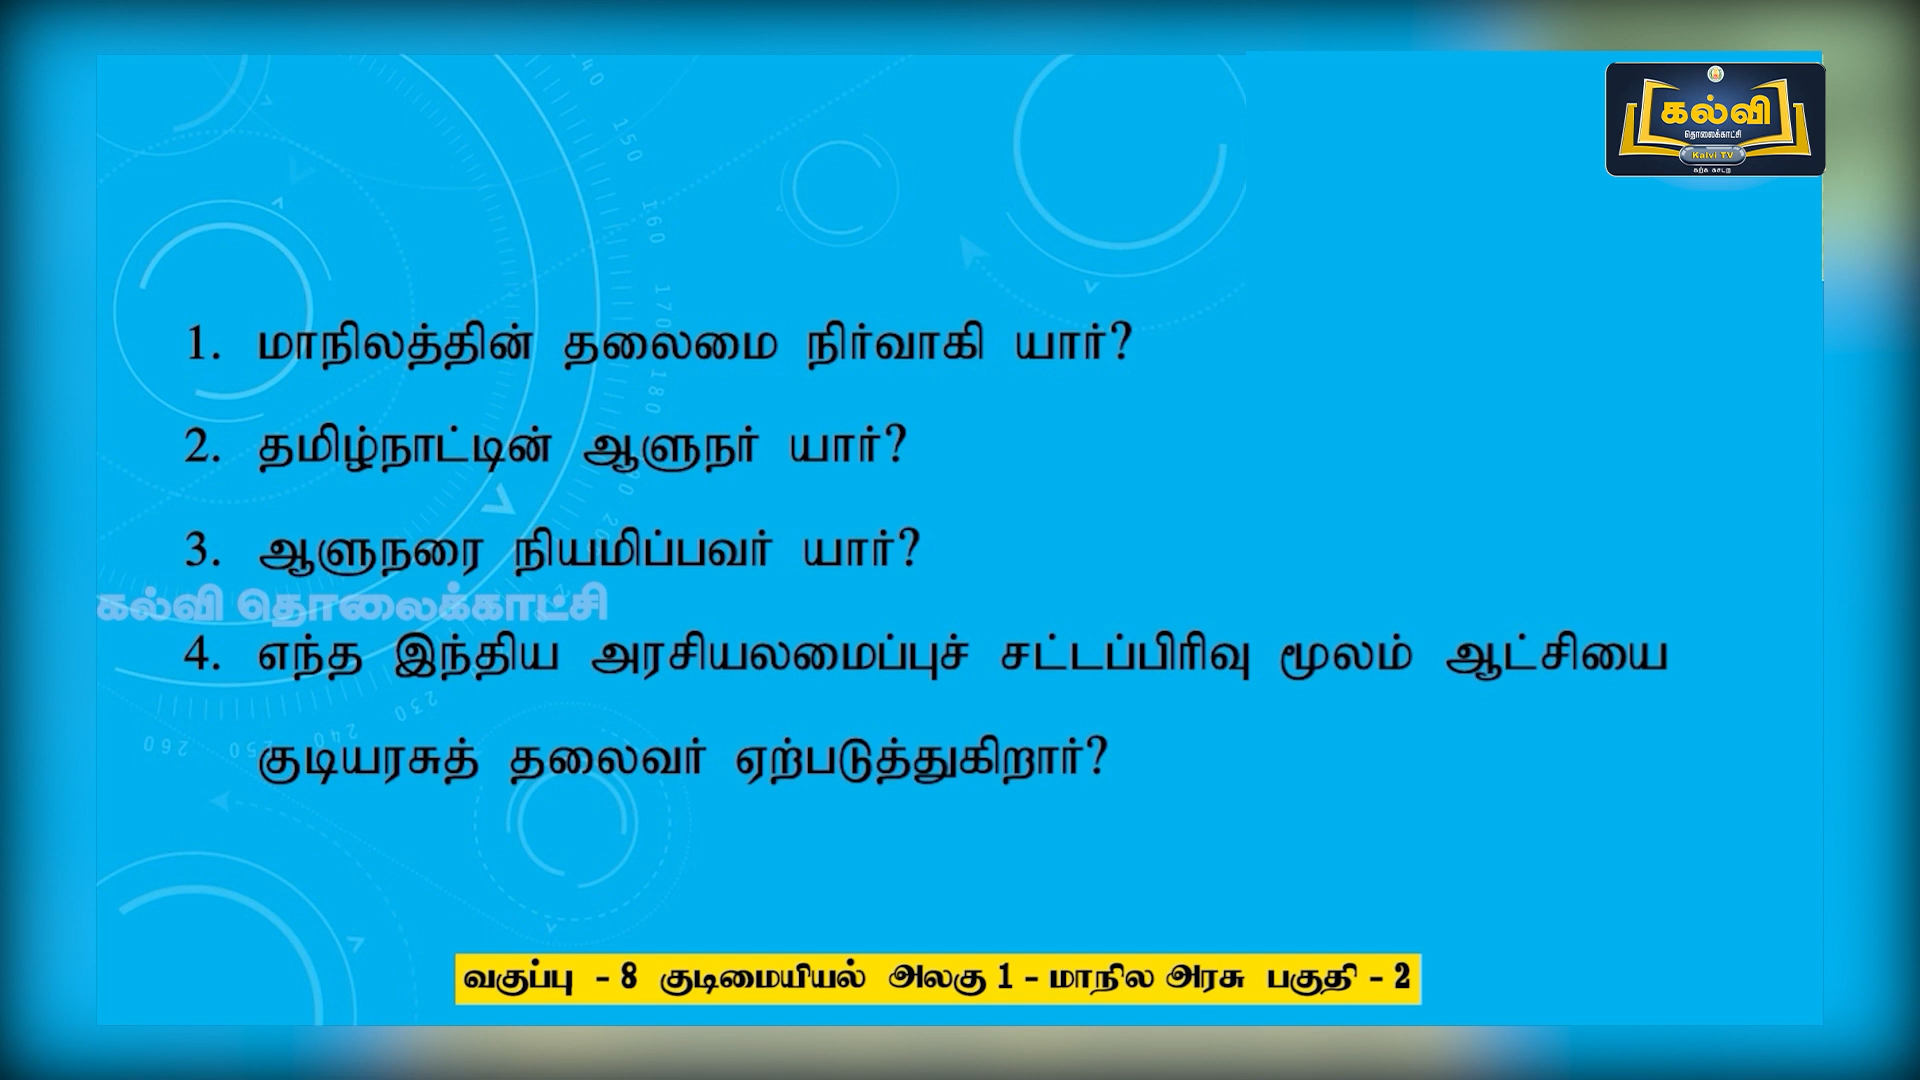 கல்வி
தொலைக்காட்சி
Kalvi TV
கற்க கசடற
1. மாநிலத்தின் தலைமை நிர்வாகி யார்?
2. தமிழ்நாட்டின் ஆளுநர் யார்?
3. ஆளுநரை நியமிப்பவர் யார்?
கல்வி தொலைக்காட்சி
4. எந்த இந்திய அரசியலமைப்புச் சட்டப்பிரிவு மூலம் ஆட்சியை
குடியரசுத் தலைவர் ஏற்படுத்துகிறார்?
வகுப்பு - 8 குடிமையியல் அலகு 1 - மாநில அரசு பகுதி - 2